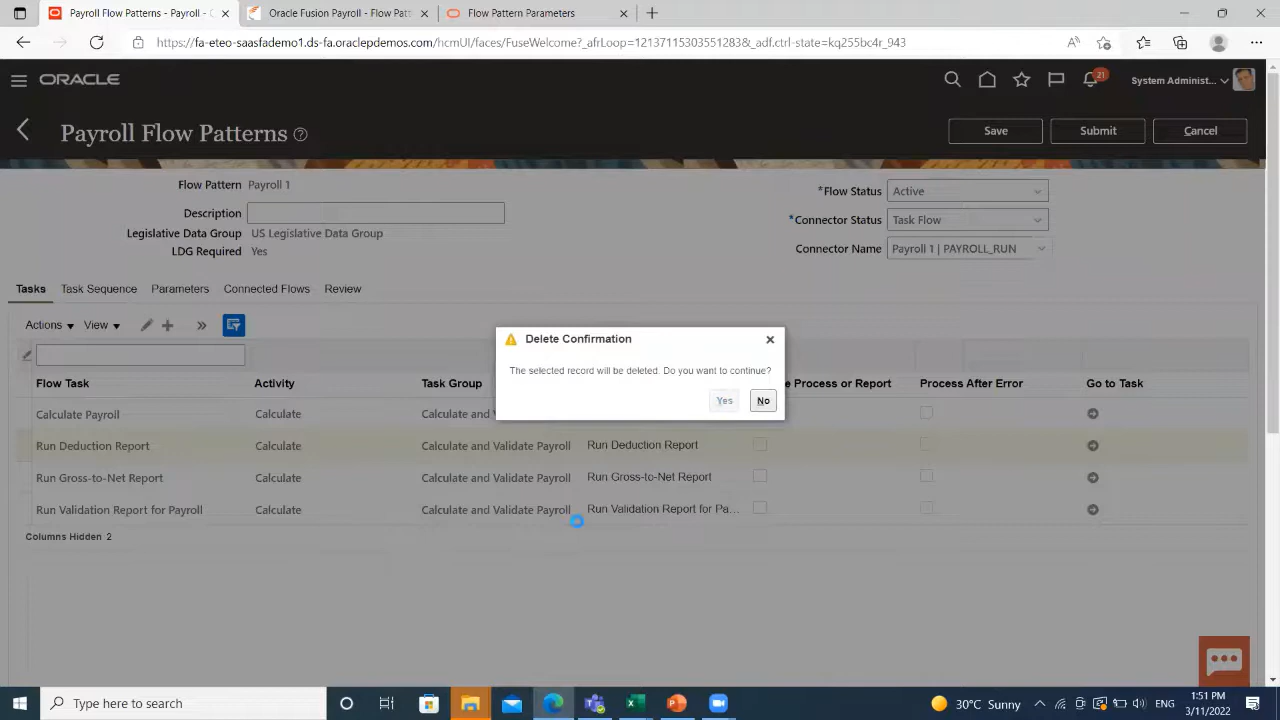 Payroll Flow Patterns - Payroll - C
Oracle Fusion Payroll - Flow Patt
Flow Pattern Parameters
https://fa-eteo-saasfademo1.ds-fa.oraclepdemos.com/hcmUI/faces/FuseWelcome?_afrLoop=121371153035512 83&_adf.ctrl-state=kq255bc4r_943
ORACLE
21
System Administ...
Payroll Flow Patterns
Save
Submit
Cancel
Flow Pattern Payroll 1
Description
Legislative Data Group US Legislative Data Group
LDG Required Yes
*Flow Status Active
*Connector Status Task Flow
Connector Name Payroll 1 | PAYROLL_RUN
Tasks Task Sequence Parameters Connected Flows Review
Actions View
Delete Confirmation
The selected record will be deleted. Do you want to continue?
Yes No
Flow Task Activity Task Group e Process or Report Process After Error Go to Task
Calculate Payroll Calculate Calculate and V
Run Deduction Report Calculate Calculate and Validate Payroll Run Deduction Report
Run Gross-to-Net Report Calculate Calculate and Validate Payroll Run Gross-to-Net Report
Run Validation Report for Payroll Calculate Calculate and Validate Payroll Run Validation Report for Pa...
Columns Hidden 2
Type here to search
30°C Sunny
ENG
1:51 PM
3/11/2022